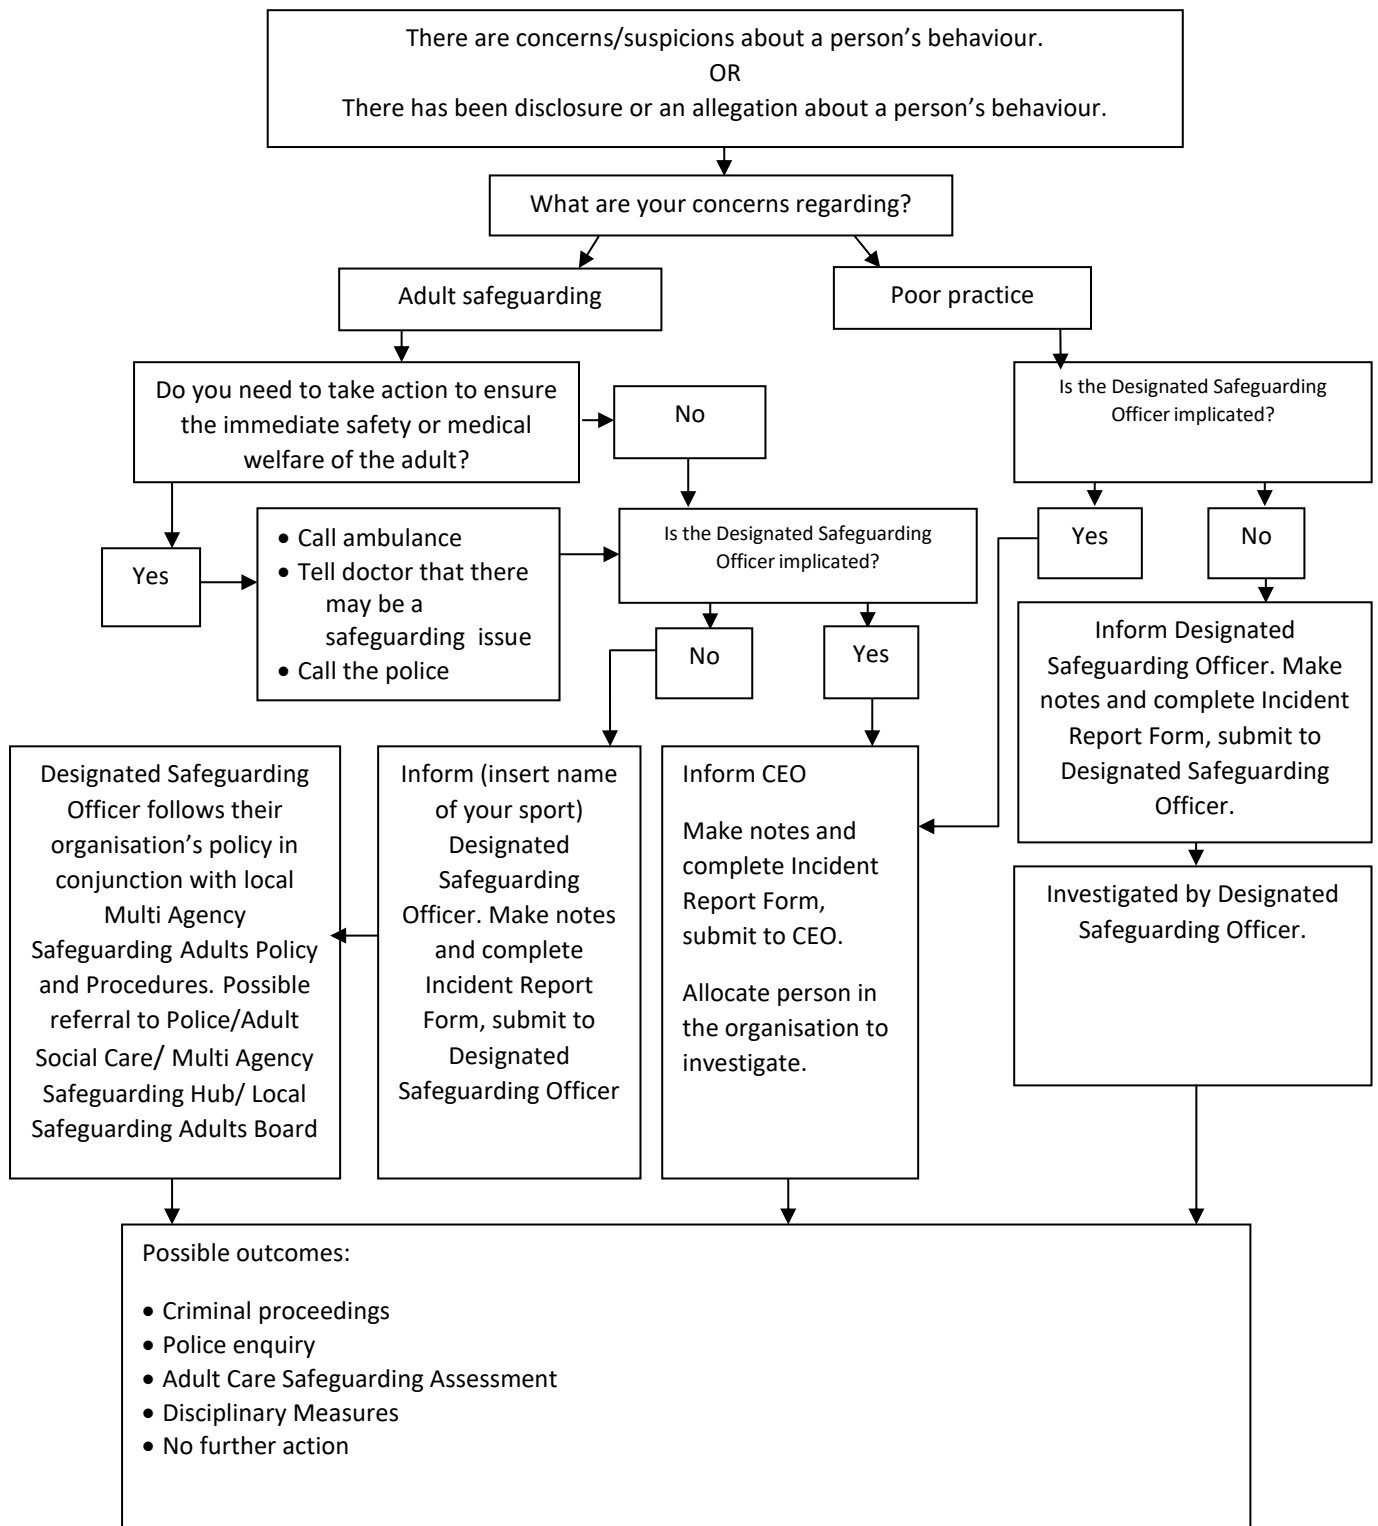 There are concerns/suspicions about a person’s behaviour.
OR
There has been disclosure or an allegation about a person’s behaviour.
What are your concerns regarding?
Adult safeguarding
Poor practice
Do you need to take action to ensure
the immediate safety or medical
welfare of the adult?
No
Is the Designated Safeguarding
Officer implicated?
Yes
• Call ambulance
• Tell doctor that there
may be a
safeguarding issue
• Call the police
Is the Designated Safeguarding
Officer implicated?
Yes
No
No
Yes
Inform Designated
Safeguarding Officer. Make
notes and complete Incident
Report Form, submit to
Designated Safeguarding
Officer.
Designated Safeguarding
Officer follows their
organisation’s policy in
conjunction with local
Multi Agency
Safeguarding Adults Policy
and Procedures. Possible
referral to Police/Adult
Social Care/ Multi Agency
Safeguarding Hub/ Local
Safeguarding Adults Board
Inform (insert name
of your sport)
Designated
Safeguarding
Officer. Make notes
and complete
Incident Report
Form, submit to
Designated
Safeguarding Officer
Inform CEO
Make notes and
complete Incident
Report Form,
submit to CEO.
Allocate person in
the organisation to
investigate.
Investigated by Designated
Safeguarding Officer.
Possible outcomes:
• Criminal proceedings
• Police enquiry
• Adult Care Safeguarding Assessment
• Disciplinary Measures
• No further action